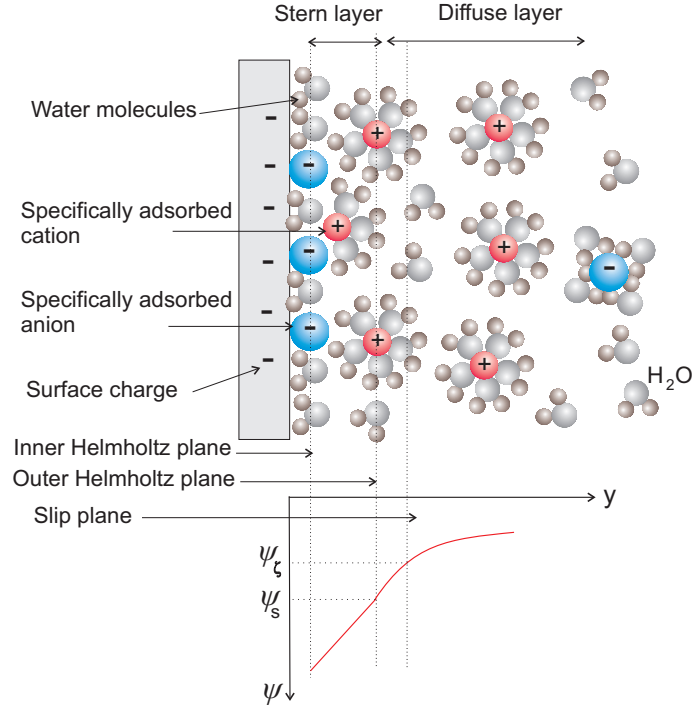 Stern layer
Diffuse layer
Water molecules
Specifically adsorbed
cation
Specifically adsorbed
anion
Surface charge
H2O
Inner Helmholtz plane
Outer Helmholtz plane
y
Slip plane
ψζ
ψs
ψ